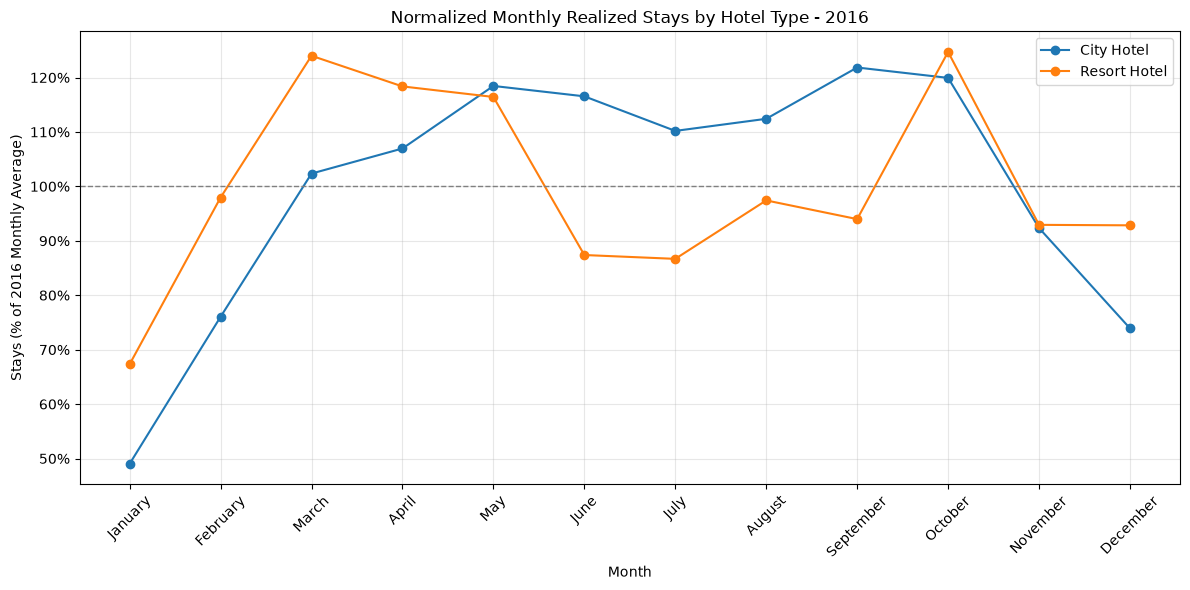 Normalized Monthly Realized Stays by Hotel Type - 2016
City Hotel
Resort Hotel
Stays (% of 2016 Monthly Average)
120%
110%
100%
90%
80%
70%
60%
50%
January
February
March
April
May
June
July
August
September
October
November
December
Month